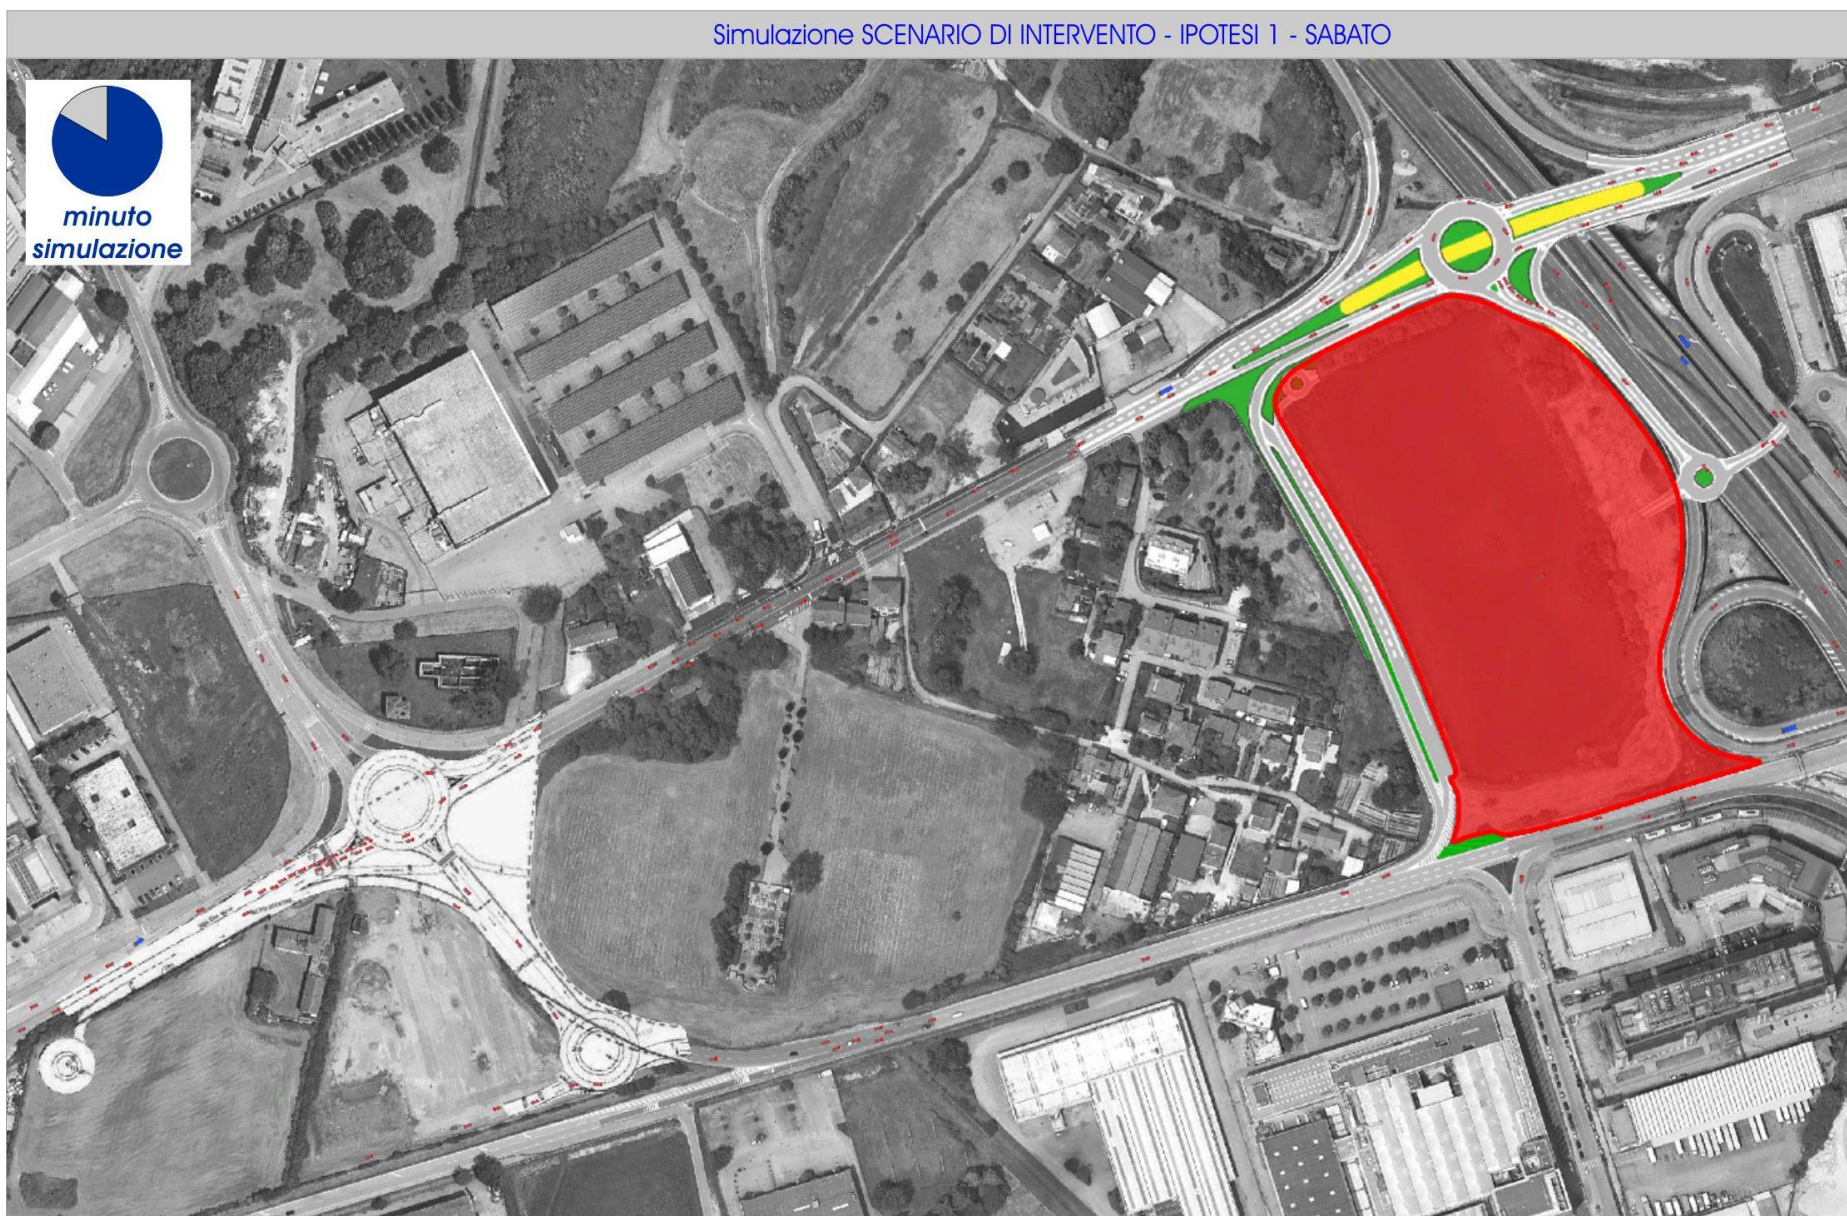 Simulazione SCENARIO DI INTERVENTO - IPOTESI 1 - SABATO
minuto
simulazione